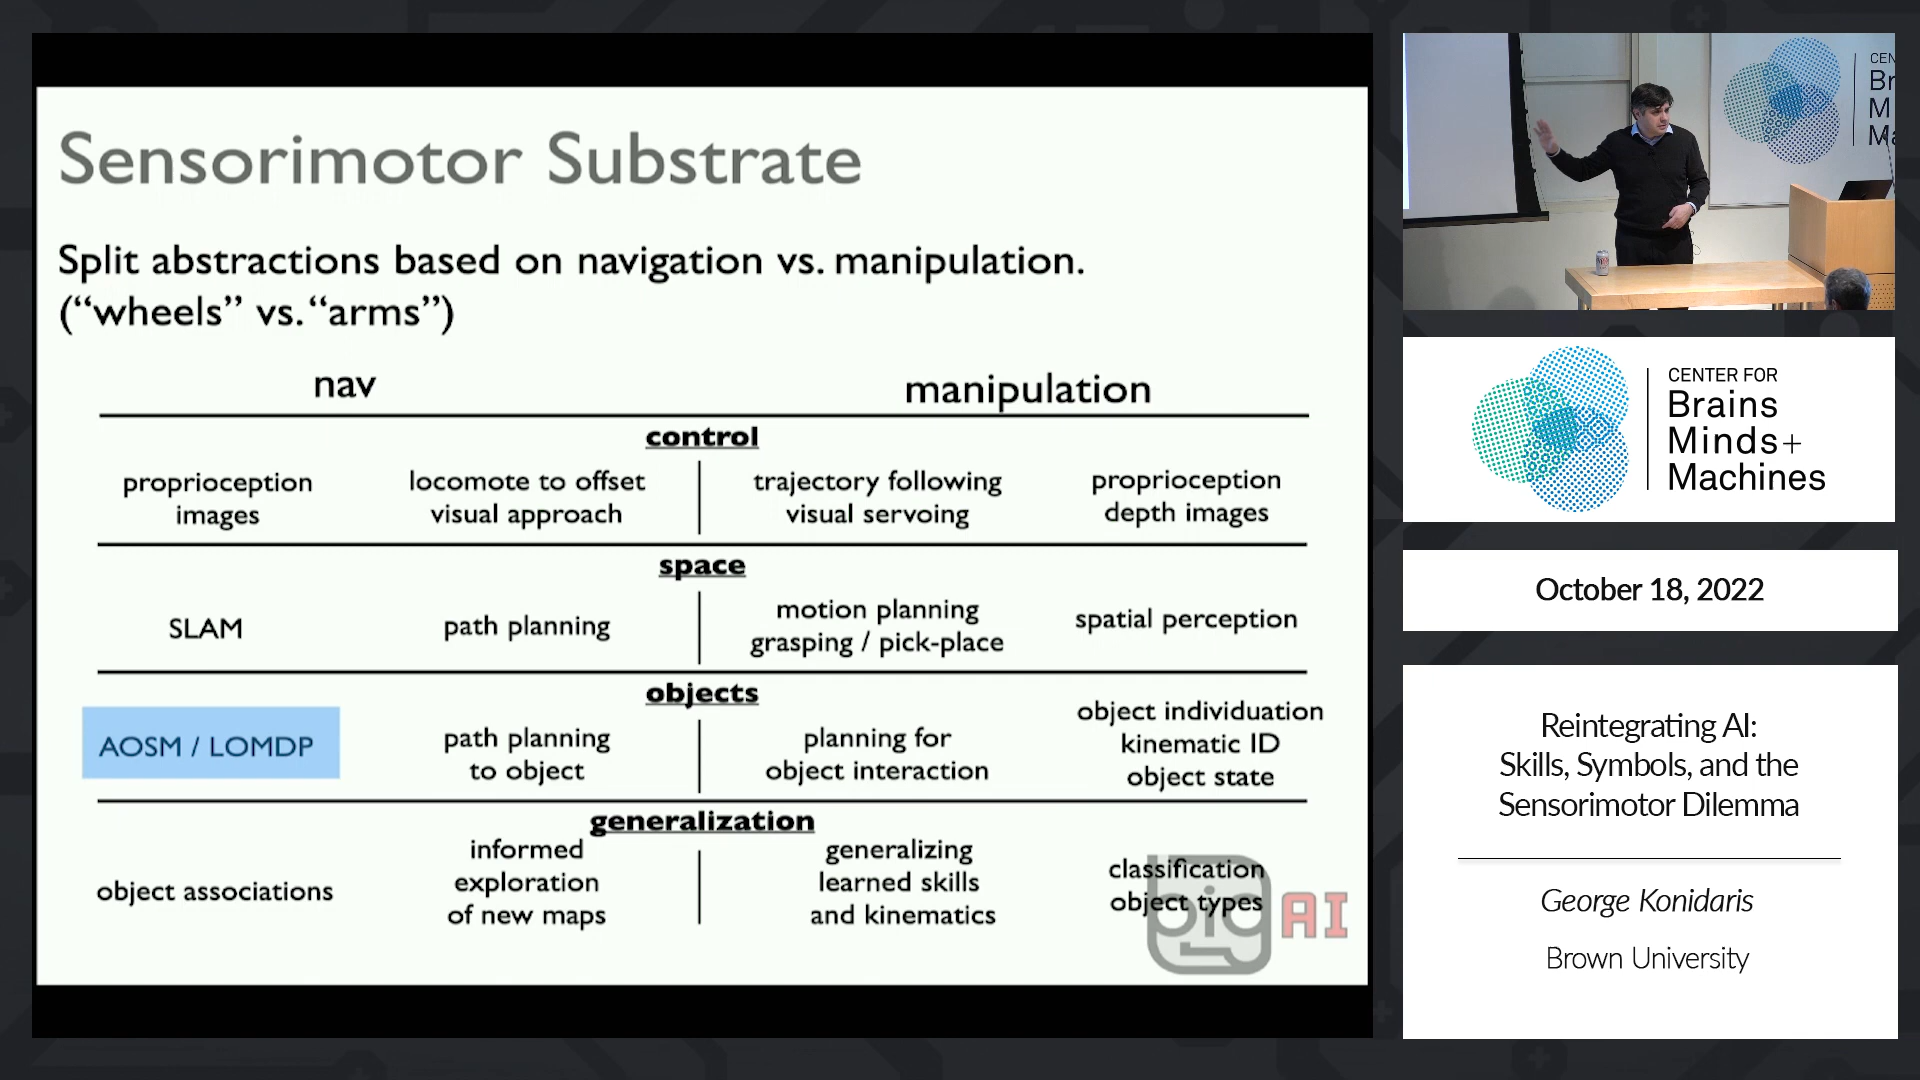 Sensorimotor Substrate
Split abstractions based on navigation vs. manipulation.
(“wheels” vs. “arms”)
nav
manipulation
control
proprioception
images
locomote to offset
visual approach
trajectory following
visual servoing
proprioception
depth images
space
SLAM
path planning
motion planning
grasping / pick-place
spatial perception
objects
AOSM / LOMDP
path planning
to object
planning for
object interaction
object individuation
kinematic ID
object state
generalization
object associations
informed
exploration
of new maps
generalizing
learned skills
and kinematics
classification
object types
big AI
CENTER FOR
Brains
Minds+
Machines
October 18, 2022
Reintegrating AI:
Skills, Symbols, and the
Sensorimotor Dilemma
George Konidaris
Brown University